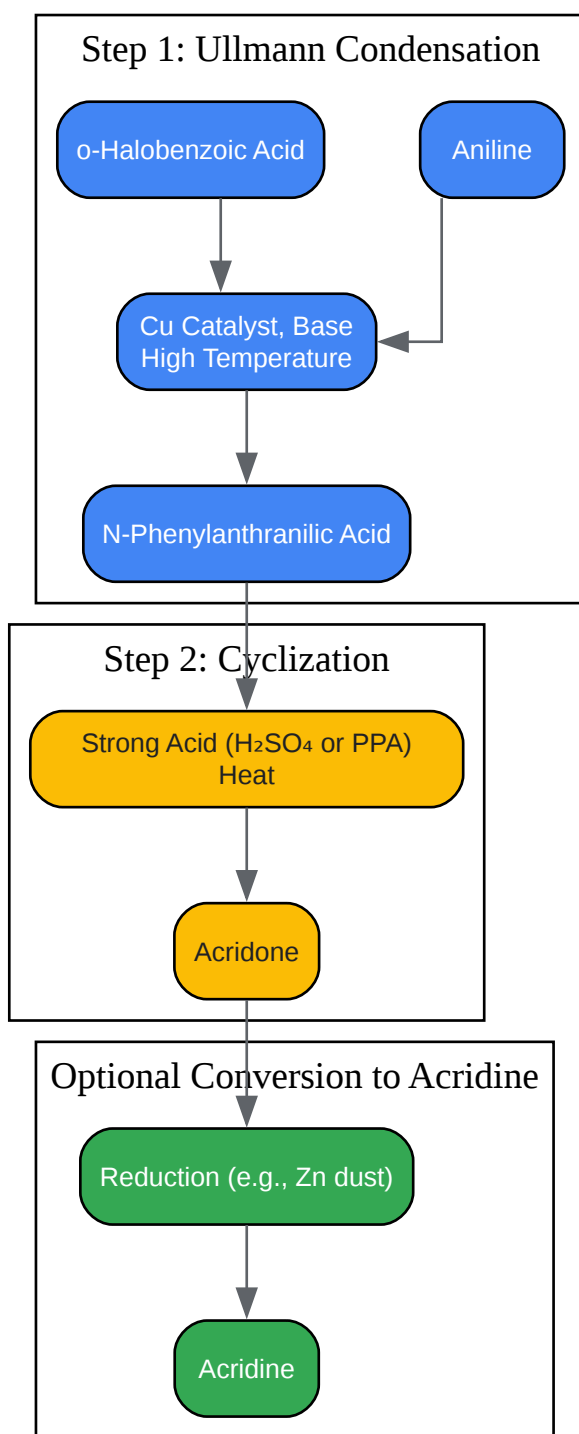 Step 1: Ullmann Condensation
o-Halobenzoic Acid
Aniline
Cu Catalyst, Base
High Temperature
N-Phenylanthranilic Acid
Step 2: Cyclization
Strong Acid (H₂SO₄ or PPA)
Heat
Acridone
Optional Conversion to Acridine
Reduction (e.g., Zn dust)
Acridine